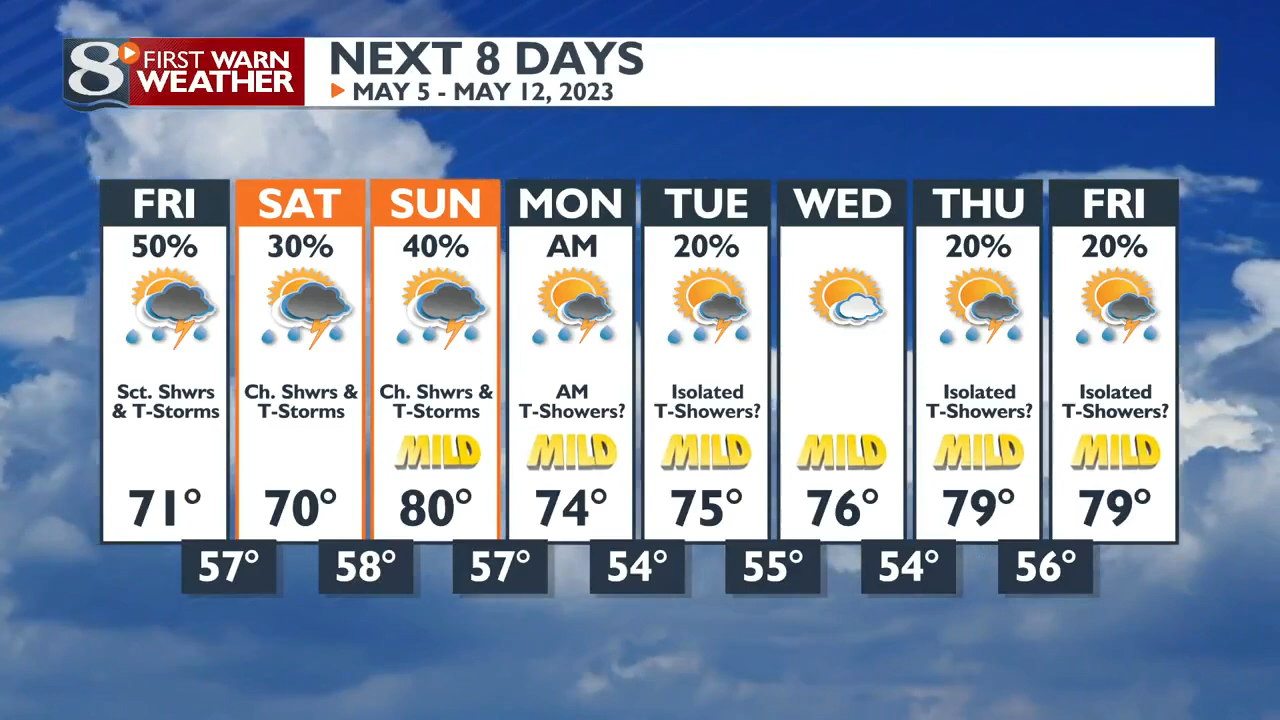 8 FIRST WARN
WEATHER
NEXT 8 DAYS
MAY 5 - MAY 12, 2023
FRI
50%
Sct. Shwrs
& T-Storms
71°
57°
SAT
30%
Ch. Shwrs &
T-Storms
70°
58°
SUN
40%
Ch. Shwrs &
T-Storms
MILD
80°
57°
MON
AM
AM
T-Showers?
MILD
74°
54°
TUE
20%
Isolated
T-Showers?
MILD
75°
55°
WED
MILD
76°
54°
THU
20%
Isolated
T-Showers?
MILD
79°
56°
FRI
20%
Isolated
T-Showers?
MILD
79°